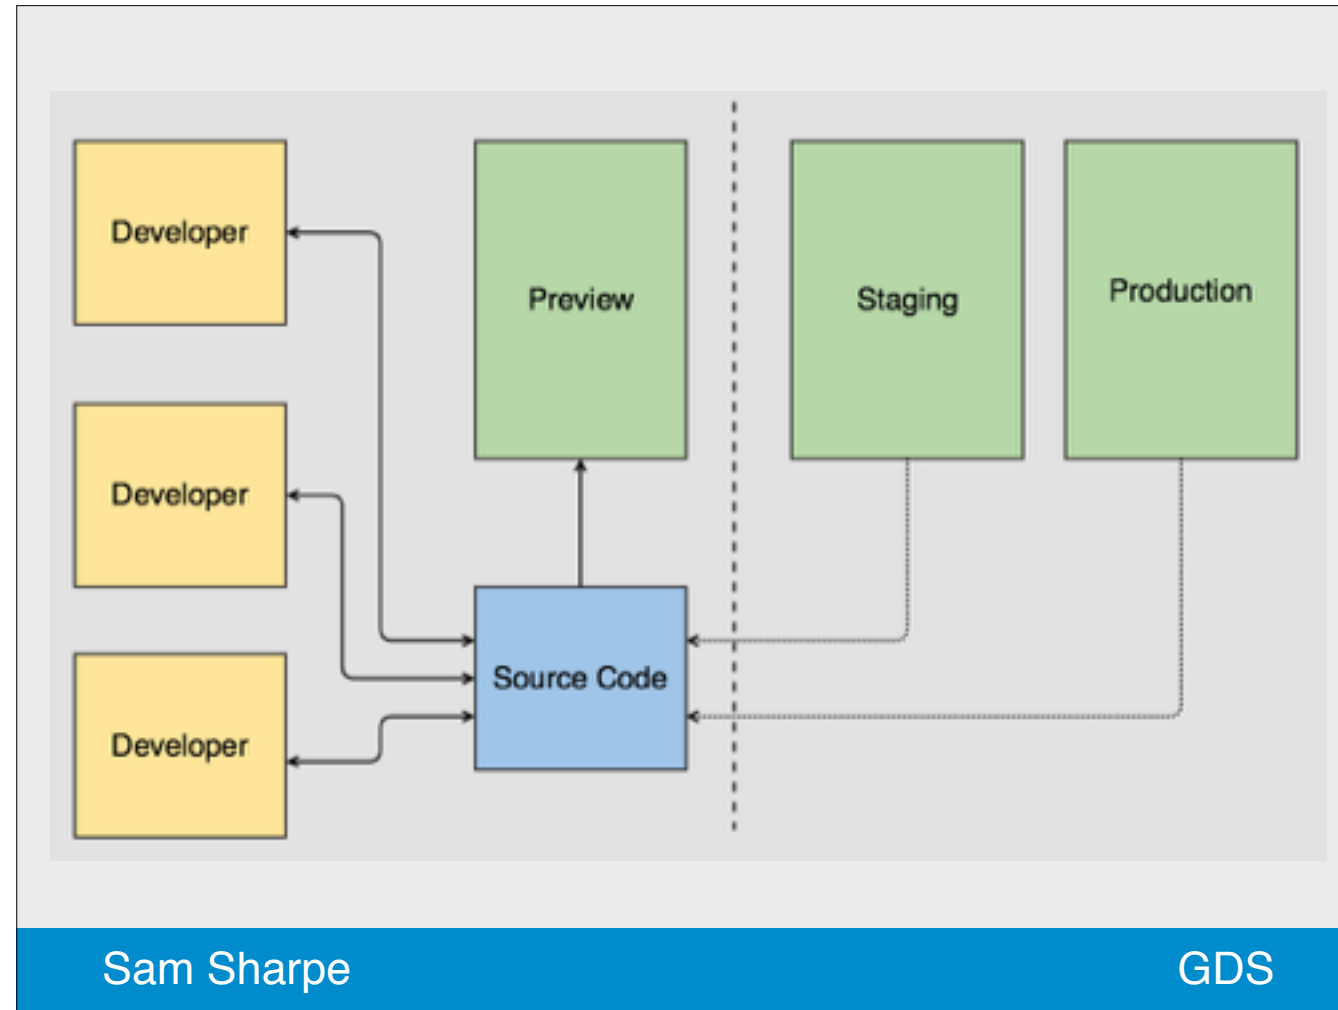 Developer
Preview
Staging
Production
Developer
Source Code
Developer
Sam Sharpe
GDS